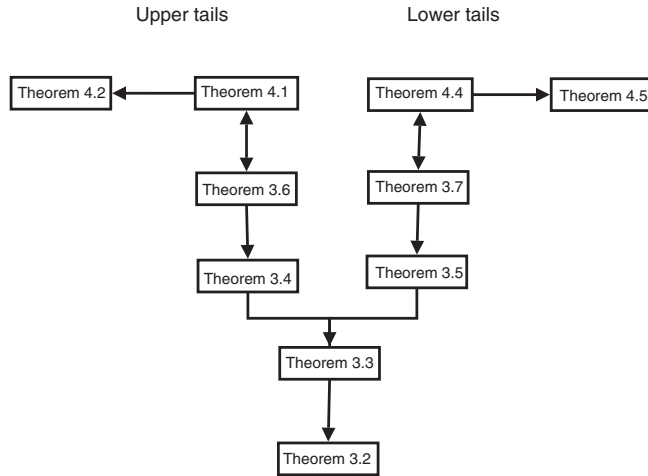 Upper tails
Lower tails
Theorem 4.2
Theorem 4.1
Theorem 4.4
Theorem 4.5
Theorem 3.6
Theorem 3.7
Theorem 3.4
Theorem 3.5
Theorem 3.3
Theorem 3.2